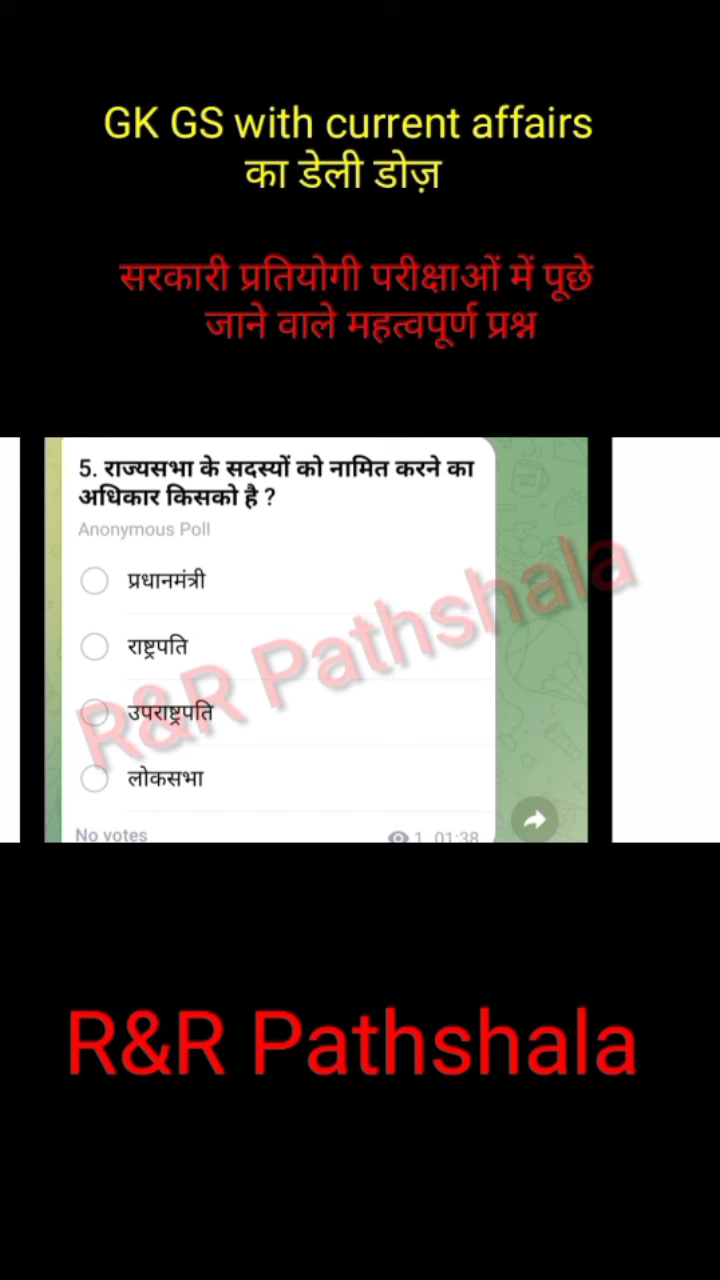 GK GS with current affairs
का डेली डोज़
सरकारी प्रतियोगी परीक्षाओं में पूछे
जाने वाले महत्वपूर्ण प्रश्न
5. राज्यसभा के सदस्यों को नामित करने का
अधिकार किसको है ?
Anonymous Poll
प्रधानमंत्री
राष्ट्रपति
उपराष्ट्रपति
लोकसभा
R&R Pathshala
No votes 1 01:38
R&R Pathshala